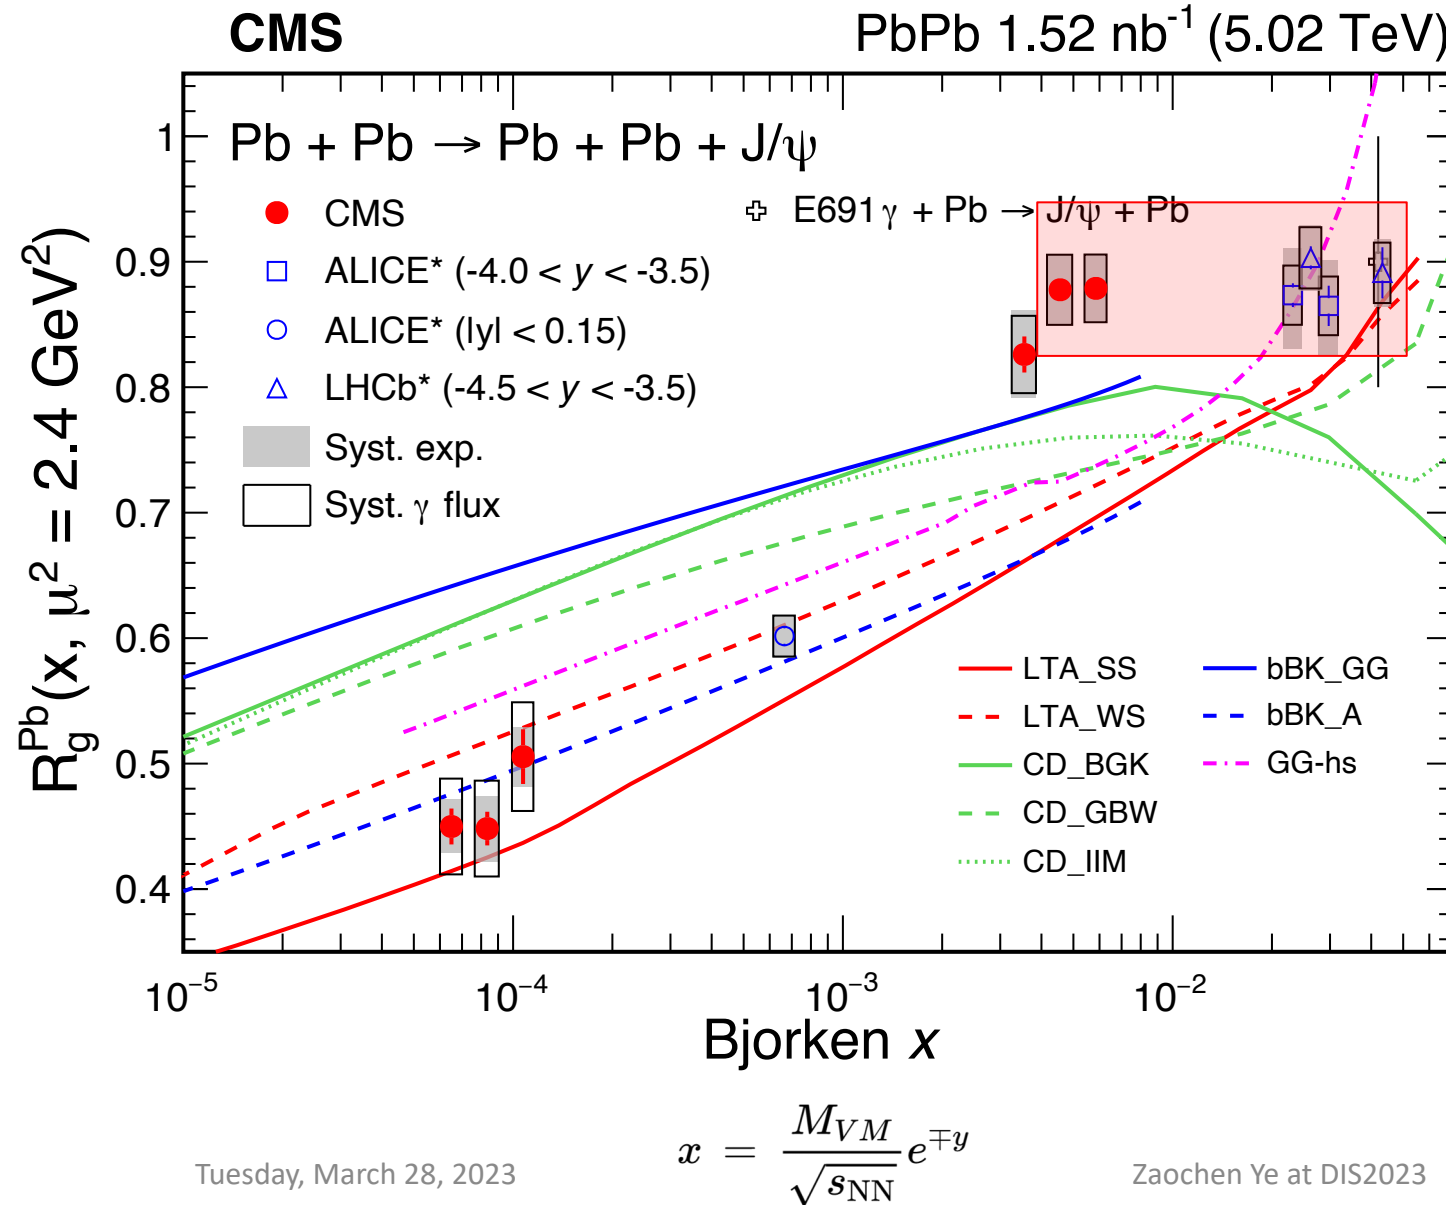 CMS PbPb 1.52 nb⁻¹ (5.02 TeV)
Pb + Pb → Pb + Pb + J/ψ
CMS
E691 γ + Pb → J/ψ + Pb
ALICE* (-4.0 < y < -3.5)
ALICE* (|y| < 0.15)
LHCb* (-4.5 < y < -3.5)
Syst. exp.
Syst. γ flux
LTA_SS
LTA_WS
CD_BGK
CD_GBW
CD_IIM
bBK_GG
bBK_A
GG-hs
R_g^Pb(x, μ² = 2.4 GeV²)
1
0.9
0.8
0.7
0.6
0.5
0.4
10⁻⁵ 10⁻⁴ 10⁻³ 10⁻²
Bjorken x
x = M_VM / √s_NN e^∓y
Tuesday, March 28, 2023
Zaochen Ye at DIS2023